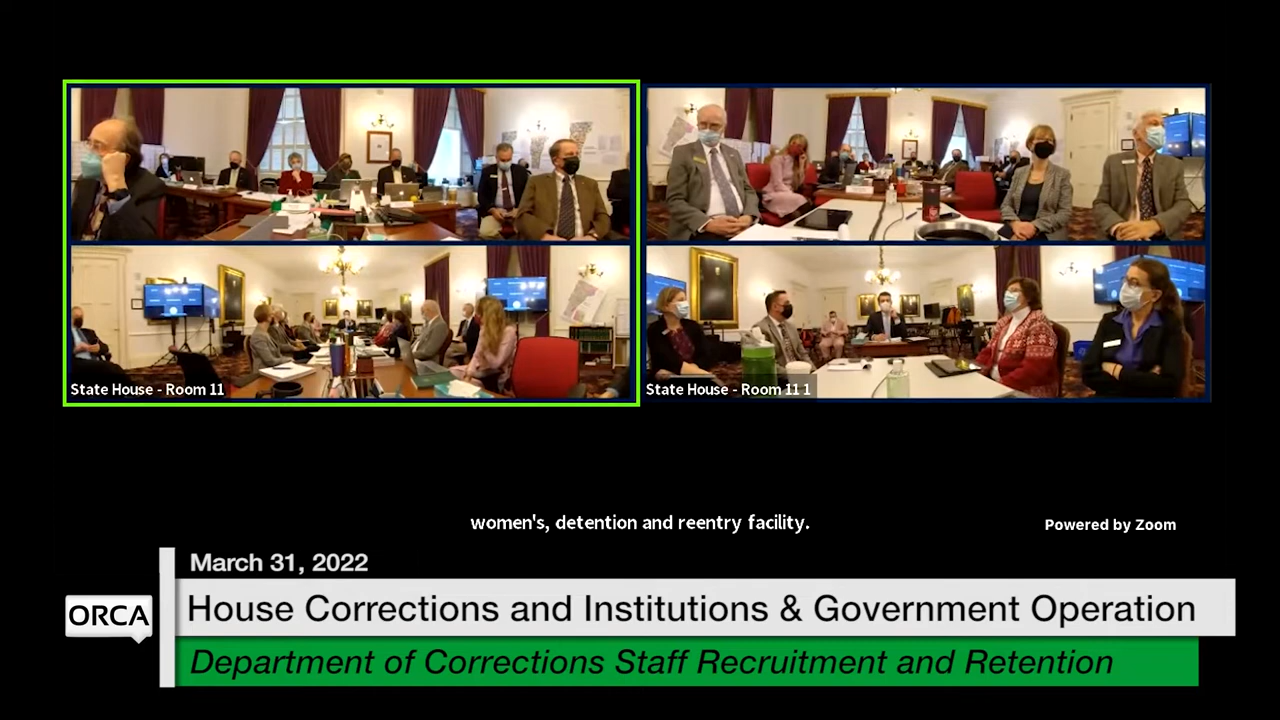 State House - Room 11
State House - Room 11 1
women's, detention and reentry facility.
Powered by Zoom
March 31, 2022
ORCA
House Corrections and Institutions & Government Operation
Department of Corrections Staff Recruitment and Retention